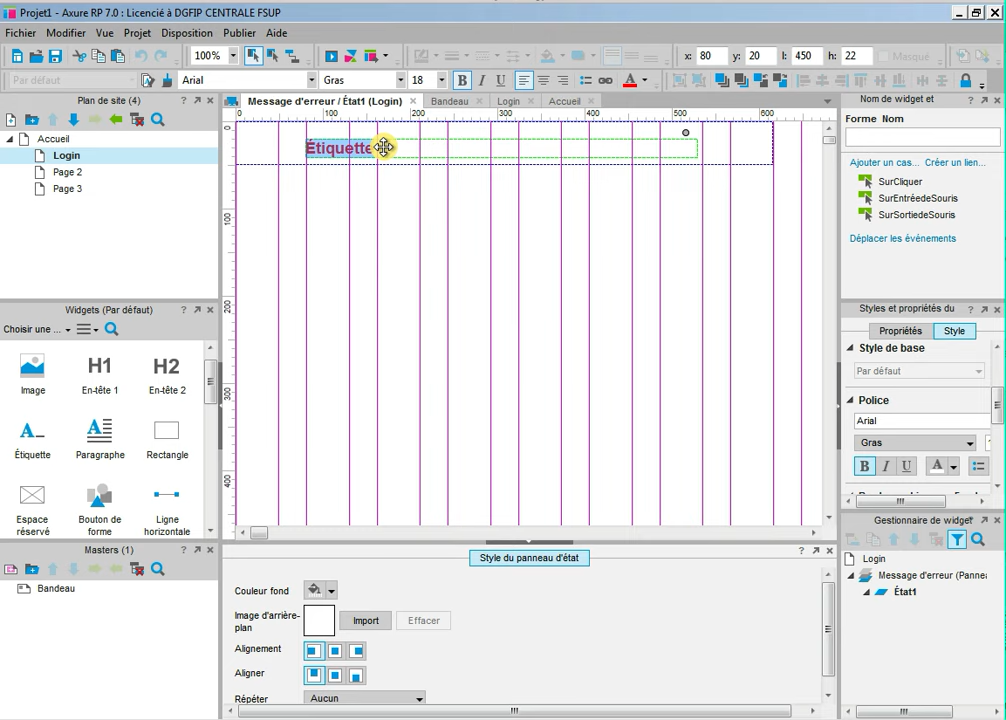 Projet1 - Axure RP 7.0 : Licencié à DGFIP CENTRALE FSUP
Fichier Modifier Vue Projet Disposition Publier Aide
100% x: 80 y: 20 l: 450 h: 22 Masqué
Par défaut Arial Gras 18 B I U A
Plan de site (4)
Message d'erreur / État1 (Login) Bandeau Login Accueil
Nom de widget et
Accueil
Login
Page 2
Page 3
0 100 200 300 400 500 600
0
100
200
300
400
Étiquette
Forme Nom
Ajouter un cas... Créer un lien...
SurCliquer
SurEntréedeSouris
SurSortiedeSouris
Déplacer les événements
Widgets (Par défaut)
Choisir une ...
Image
H1
En-tête 1
H2
En-tête 2
A_
Étiquette
A
Paragraphe
Rectangle
Espace réservé
Bouton de forme
Ligne horizontale
Styles et propriétés du
Propriétés Style
Style de base
Par défaut
Police
Arial
Gras
B I U A
Masters (1)
Bandeau
Style du panneau d'état
Couleur fond
Image d'arrière-plan
Import Effacer
Alignement
Aligner
Répéter Aucun
Gestionnaire de widget
Login
Message d'erreur (Panne
État1